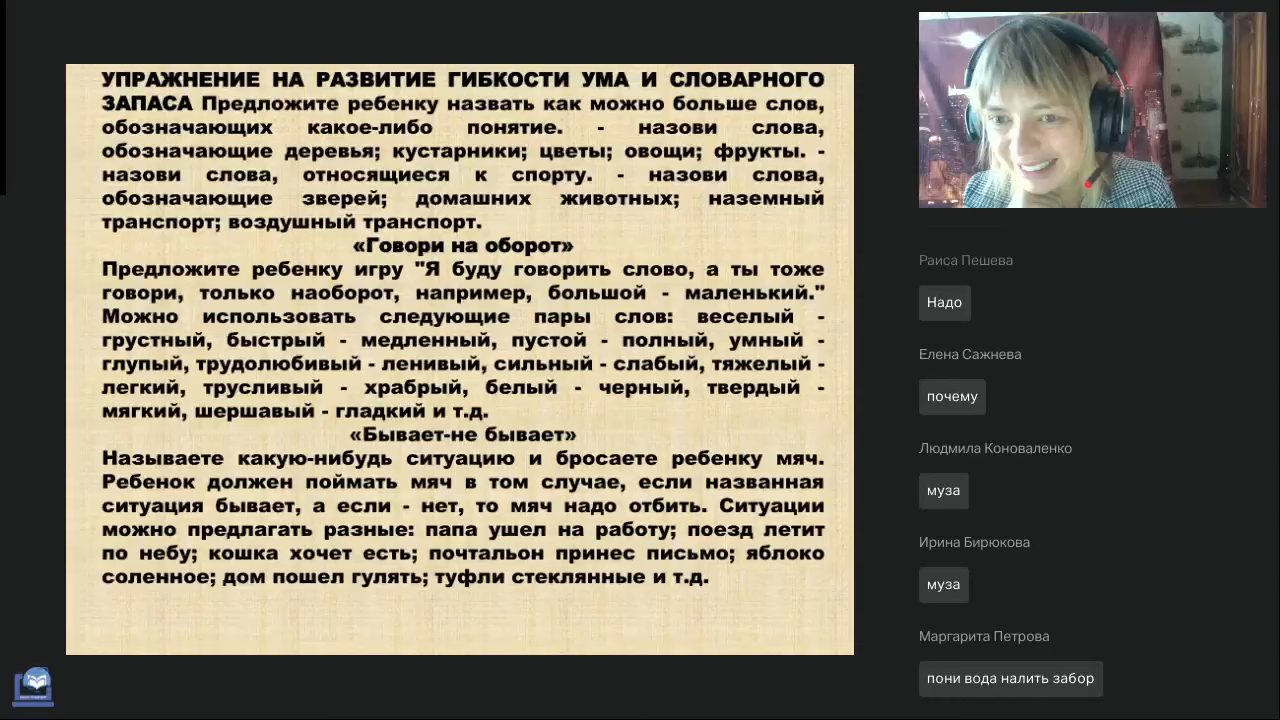 УПРАЖНЕНИЕ НА РАЗВИТИЕ ГИБКОСТИ УМА И СЛОВАРНОГО
ЗАПАСА Предложите ребенку назвать как можно больше слов,
обозначающих какое-либо понятие. - назови слова,
обозначающие деревья; кустарники; цветы; овощи; фрукты. -
назови слова, относящиеся к спорту. - назови слова,
обозначающие зверей; домашних животных; наземный
транспорт; воздушный транспорт.
«Говори на оборот»
Предложите ребенку игру "Я буду говорить слово, а ты тоже
говори, только наоборот, например, большой - маленький."
Можно использовать следующие пары слов: веселый -
грустный, быстрый - медленный, пустой - полный, умный -
глупый, трудолюбивый - ленивый, сильный - слабый, тяжелый -
легкий, трусливый - храбрый, белый - черный, твердый -
мягкий, шершавый - гладкий и т.д.
«Бывает-не бывает»
Называете какую-нибудь ситуацию и бросаете ребенку мяч.
Ребенок должен поймать мяч в том случае, если названная
ситуация бывает, а если - нет, то мяч надо отбить. Ситуации
можно предлагать разные: папа ушел на работу; поезд летит
по небу; кошка хочет есть; почтальон принес письмо; яблоко
соленное; дом пошел гулять; туфли стеклянные и т.д.
Раиса Пешева
Надо
Елена Сажнева
почему
Людмила Коноваленко
муза
Ирина Бирюкова
муза
Маргарита Петрова
пони вода налить забор